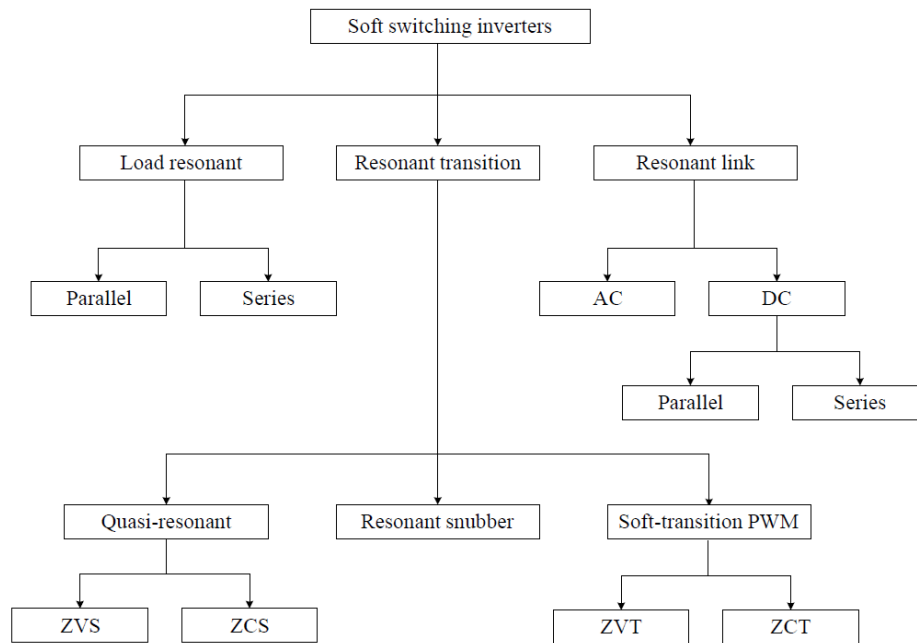 Soft switching inverters
Load resonant
Resonant transition
Resonant link
Parallel
Series
AC
DC
Parallel
Series
Quasi-resonant
Resonant snubber
Soft-transition PWM
ZVS
ZCS
ZVT
ZCT